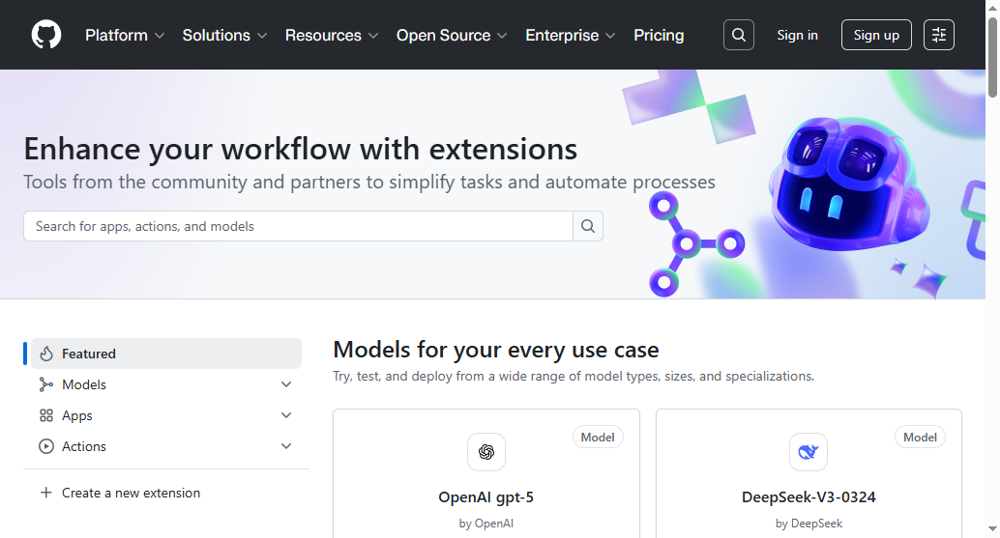 Platform
Solutions
Resources
Open Source
Enterprise
Pricing
Sign in
Sign up
Enhance your workflow with extensions
Tools from the community and partners to simplify tasks and automate processes
Search for apps, actions, and models
Featured
Models
Apps
Actions
Create a new extension
Models for your every use case
Try, test, and deploy from a wide range of model types, sizes, and specializations.
Model
OpenAI gpt-5
by OpenAI
Model
DeepSeek-V3-0324
by DeepSeek